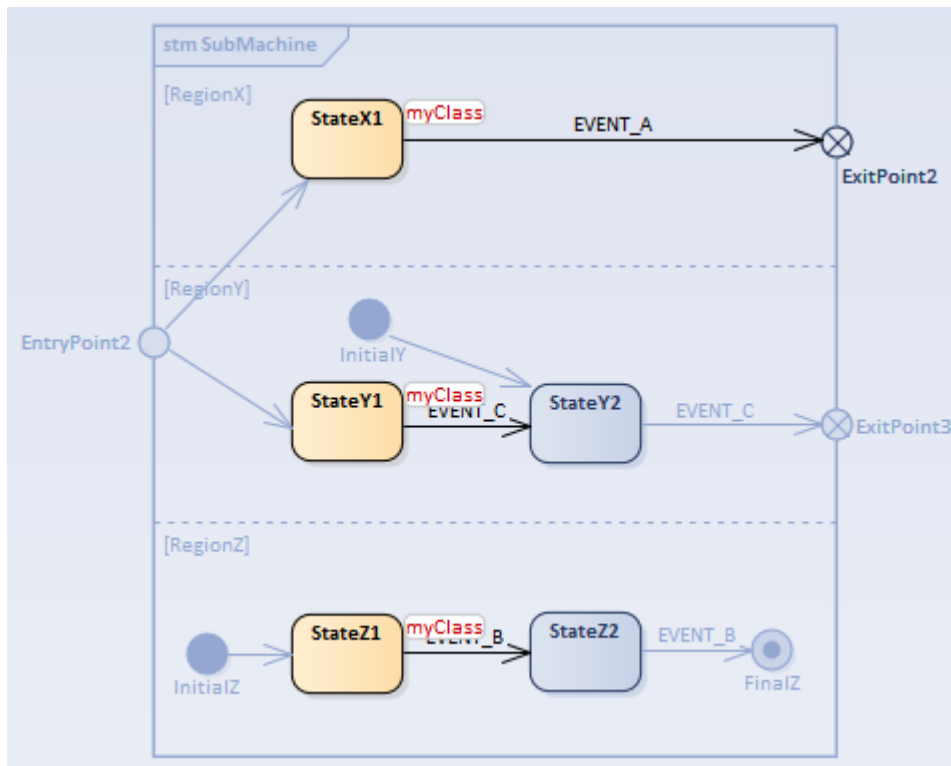 stm SubMachine
[RegionX]
StateX1
myClass
EVENT_A
ExitPoint2
[RegionY]
EntryPoint2
InitialY
StateY1
myClass
EVENT_C
StateY2
EVENT_C
ExitPoint3
[RegionZ]
StateZ1
myClass
EVENT_B
StateZ2
EVENT_B
InitialZ
FinalZ